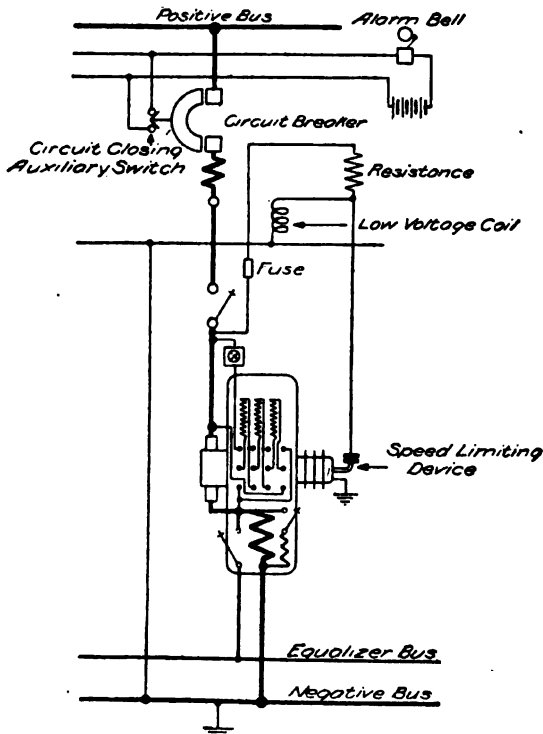 Positive Bus
Alarm Bell
Circuit Breaker
Circuit Closing
Auxiliary Switch
Resistance
Low Voltage Coil
Fuse
Speed Limiting
Device
Equalizer Bus
Negative Bus